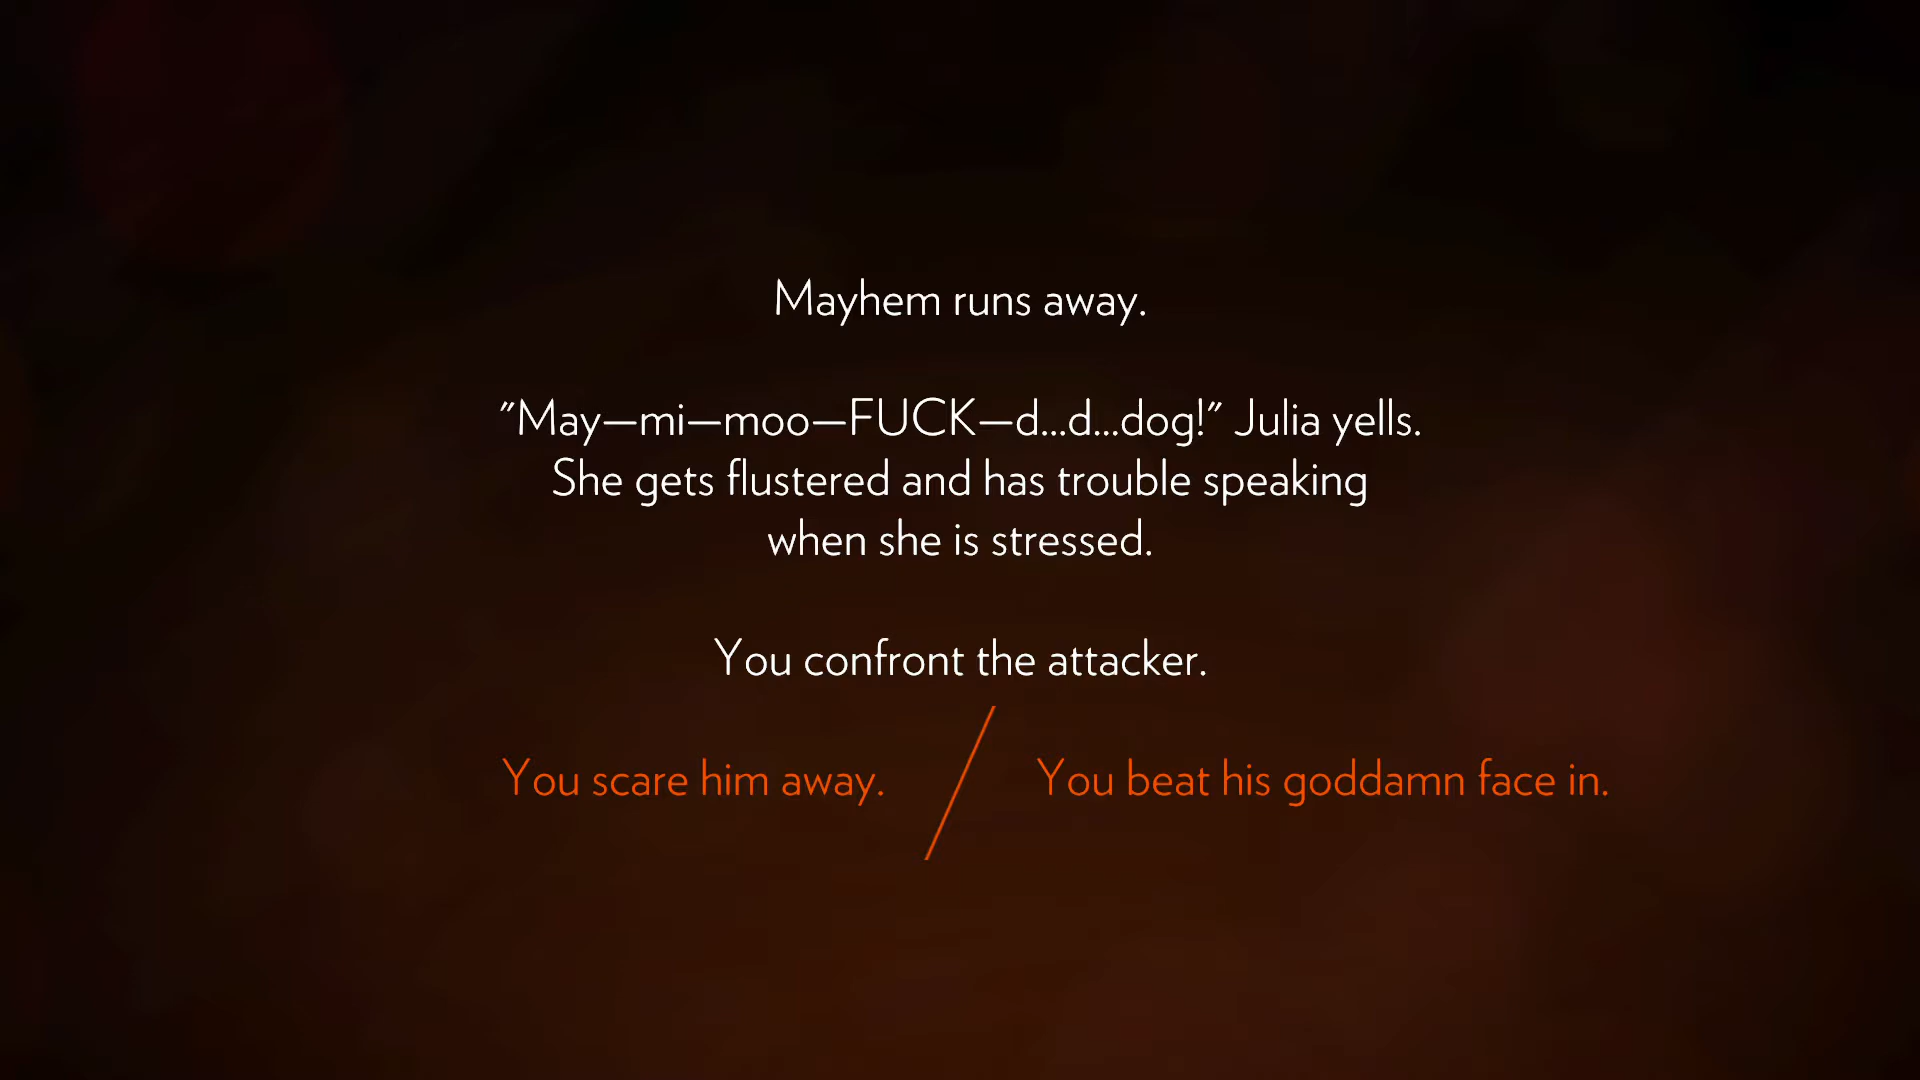 Mayhem runs away.
"May—mi—moo—FUCK—d...d...dog!" Julia yells.
She gets flustered and has trouble speaking
when she is stressed.
You confront the attacker.
You scare him away. / You beat his goddamn face in.